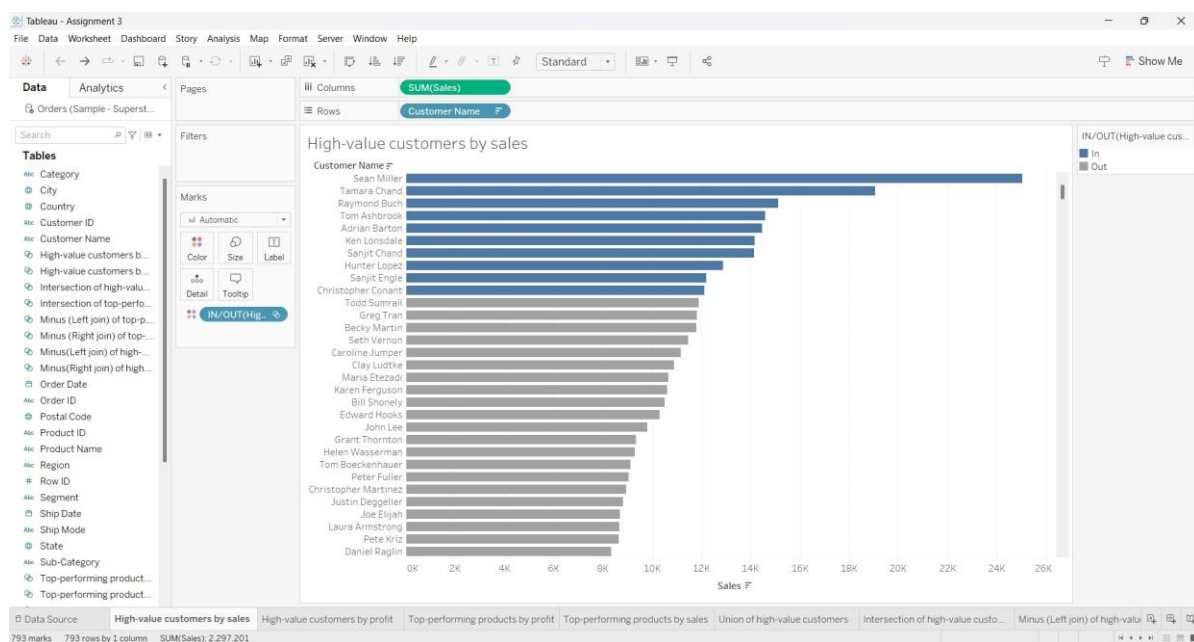 Tableau - Assignment 3
File Data Worksheet Dashboard Story Analysis Map Format Server Window Help
Standard
Show Me
Data Analytics
Pages
Columns
SUM(Sales)
Orders (Sample - Superst...
Rows
Customer Name
Search
Filters
High-value customers by sales
IN/OUT(High-value cus...
In
Out
Tables
Customer Name
Abc Category
City
Country
Abc Customer ID
Abc Customer Name
High-value customers b...
High-value customers b...
Intersection of high-valu...
Intersection of top-perfo...
Minus (Left join) of top-p...
Minus (Right join) of top-...
Minus(Left join) of high-...
Minus(Right join) of high...
Order Date
Abc Order ID
Postal Code
Abc Product ID
Abc Product Name
Abc Region
# Row ID
Abc Segment
Ship Date
Abc Ship Mode
State
Abc Sub-Category
Top-performing product...
Top-performing product...
Marks
Automatic
Color Size Label
Detail Tooltip
IN/OUT(Hig..
Sean Miller
Tamara Chand
Raymond Buch
Tom Ashbrook
Adrian Barton
Ken Lonsdale
Sanjit Chand
Hunter Lopez
Sanjit Engle
Christopher Conant
Todd Sumrall
Greg Tran
Becky Martin
Seth Vernon
Caroline Jumper
Clay Ludtke
Maria Etezadi
Karen Ferguson
Bill Shonely
Edward Hooks
John Lee
Grant Thornton
Helen Wasserman
Tom Boeckenhauer
Peter Fuller
Christopher Martinez
Justin Deggeller
Joe Elijah
Laura Armstrong
Pete Kriz
Daniel Raglin
0K 2K 4K 6K 8K 10K 12K 14K 16K 18K 20K 22K 24K 26K
Sales
Data Source High-value customers by sales High-value customers by profit Top-performing products by profit Top-performing products by sales Union of high-value customers Intersection of high-value custo... Minus (Left join) of high-valu
793 marks 793 rows by 1 column SUM(Sales): 2,297,201